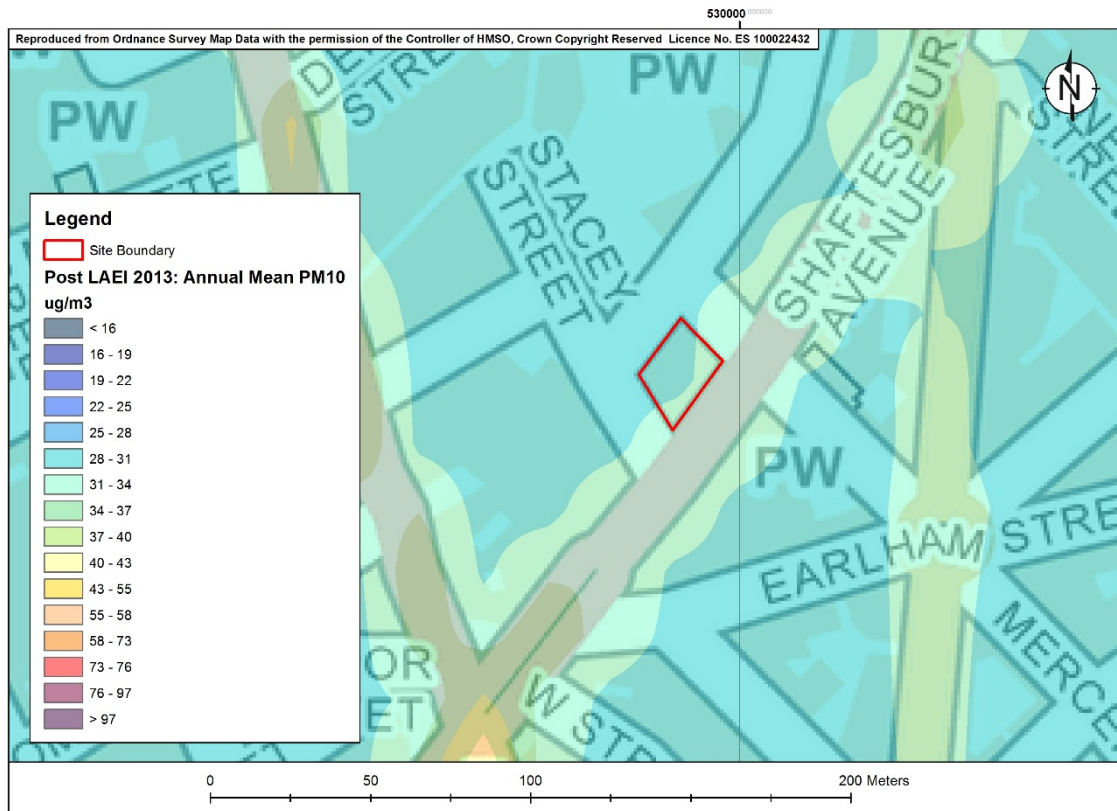 530000
Reproduced from Ordnance Survey Map Data with the permission of the Controller of HMSO, Crown Copyright Reserved Licence No. ES 100022432
N
PW
PW
STACEY
STREET
SHAFTESBUR
AVENUE
PW
EARLHAM STRE
MERCE
W ST
Legend
Site Boundary
Post LAEI 2013: Annual Mean PM10
ug/m3
< 16
16 - 19
19 - 22
22 - 25
25 - 28
28 - 31
31 - 34
34 - 37
37 - 40
40 - 43
43 - 55
55 - 58
58 - 73
73 - 76
76 - 97
> 97
0 50 100 200 Meters